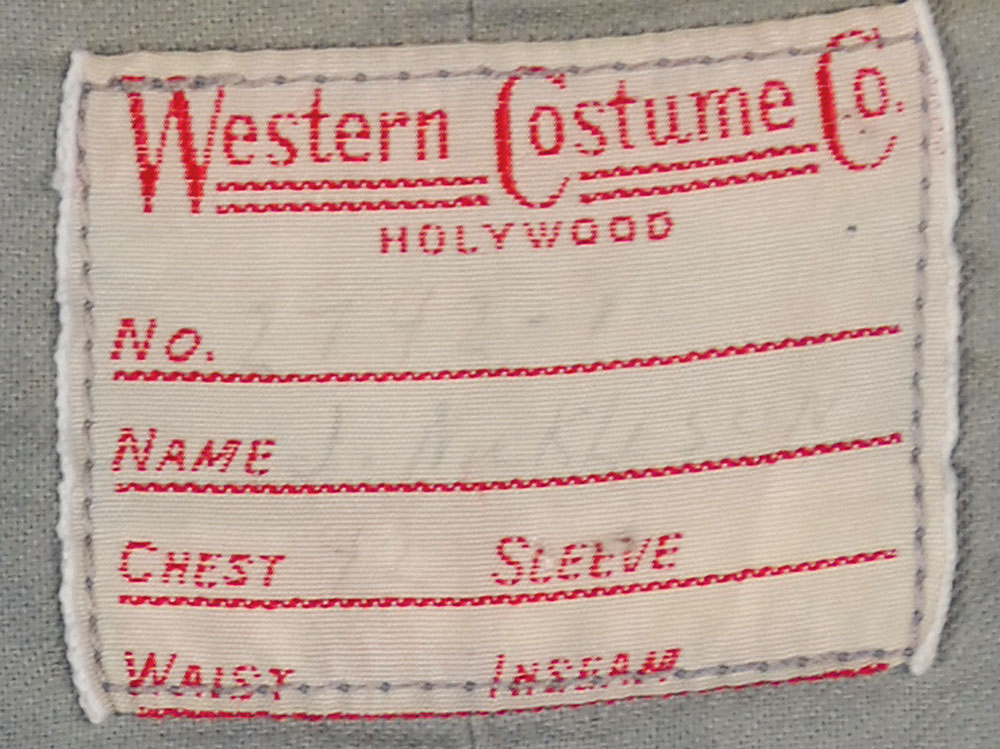 Western Costume Co.
HOLYWOOD
No.
NAME
CHEST SLEEVE
WAIST INSEAM